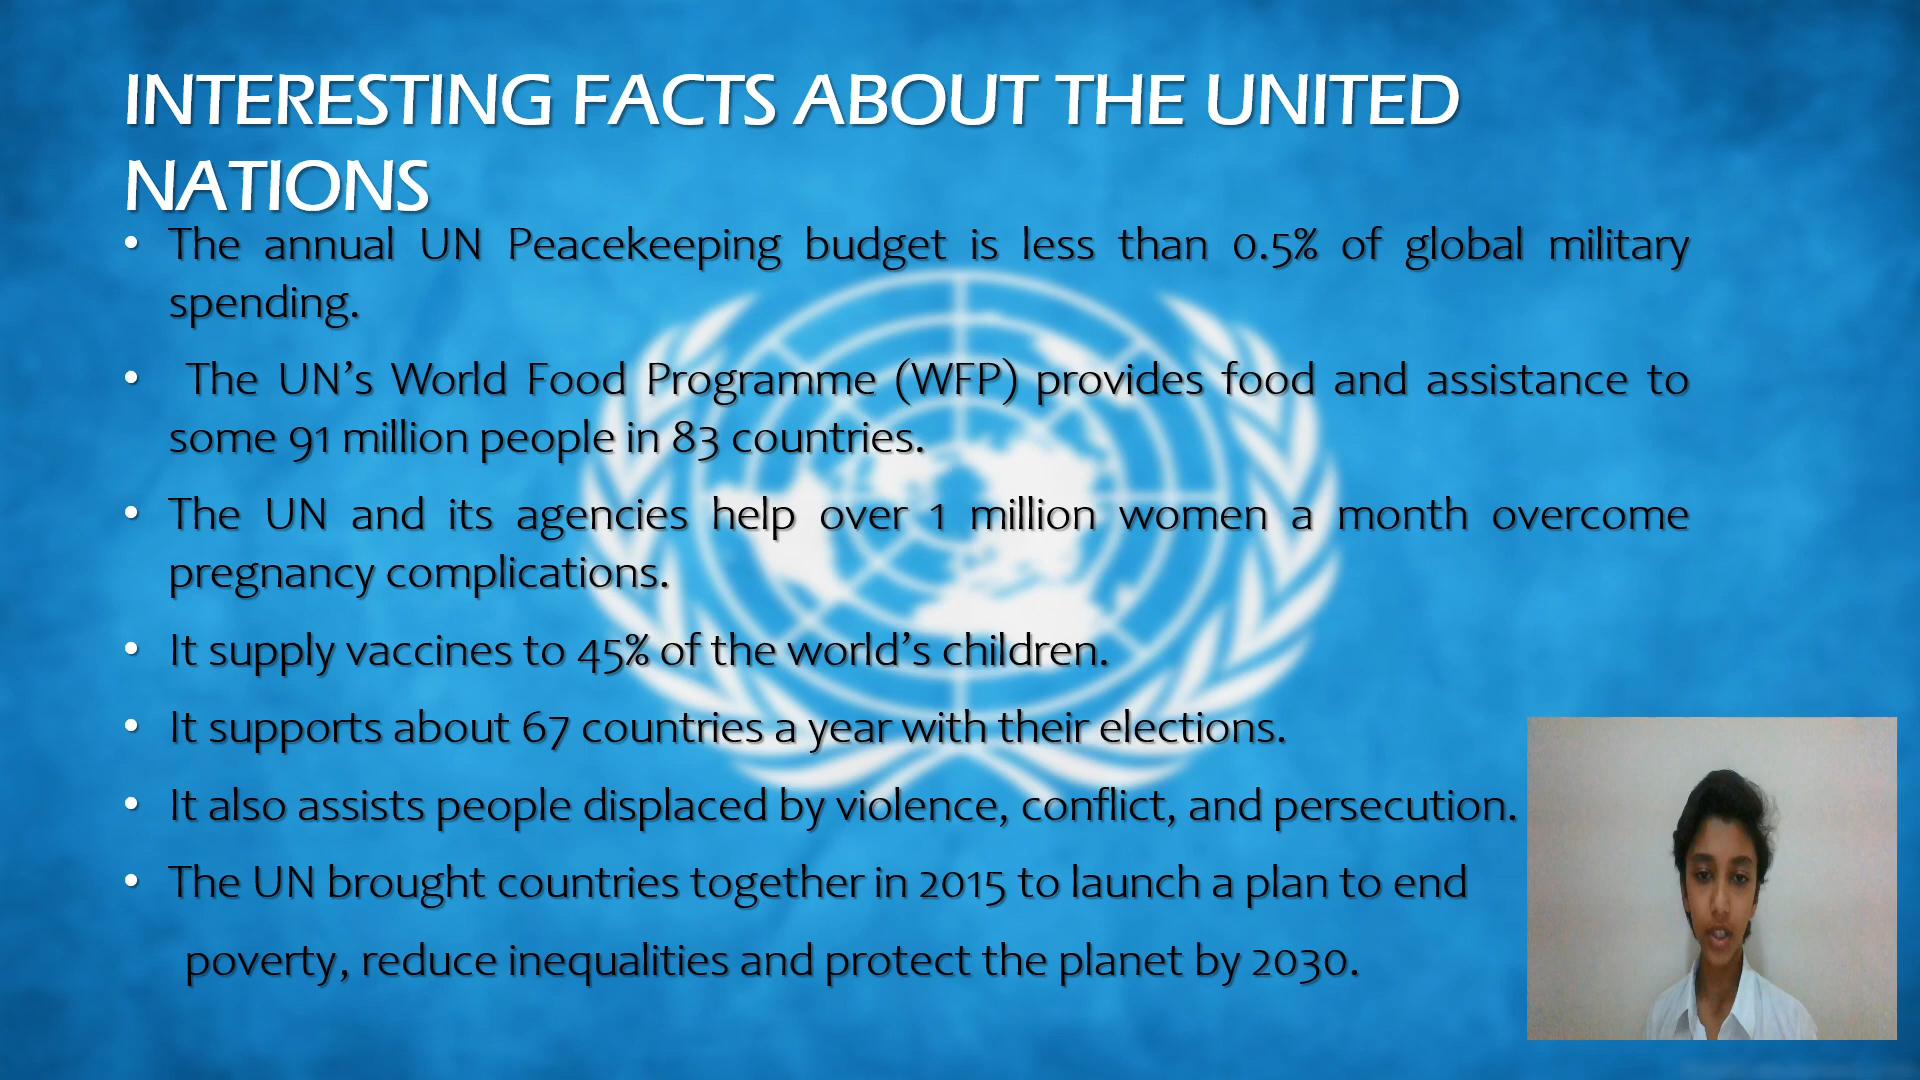 INTERESTING FACTS ABOUT THE UNITED
NATIONS
• The annual UN Peacekeeping budget is less than 0.5% of global military
spending.
• The UN’s World Food Programme (WFP) provides food and assistance to
some 91 million people in 83 countries.
• The UN and its agencies help over 1 million women a month overcome
pregnancy complications.
• It supply vaccines to 45% of the world’s children.
• It supports about 67 countries a year with their elections.
• It also assists people displaced by violence, conflict, and persecution.
• The UN brought countries together in 2015 to launch a plan to end
poverty, reduce inequalities and protect the planet by 2030.